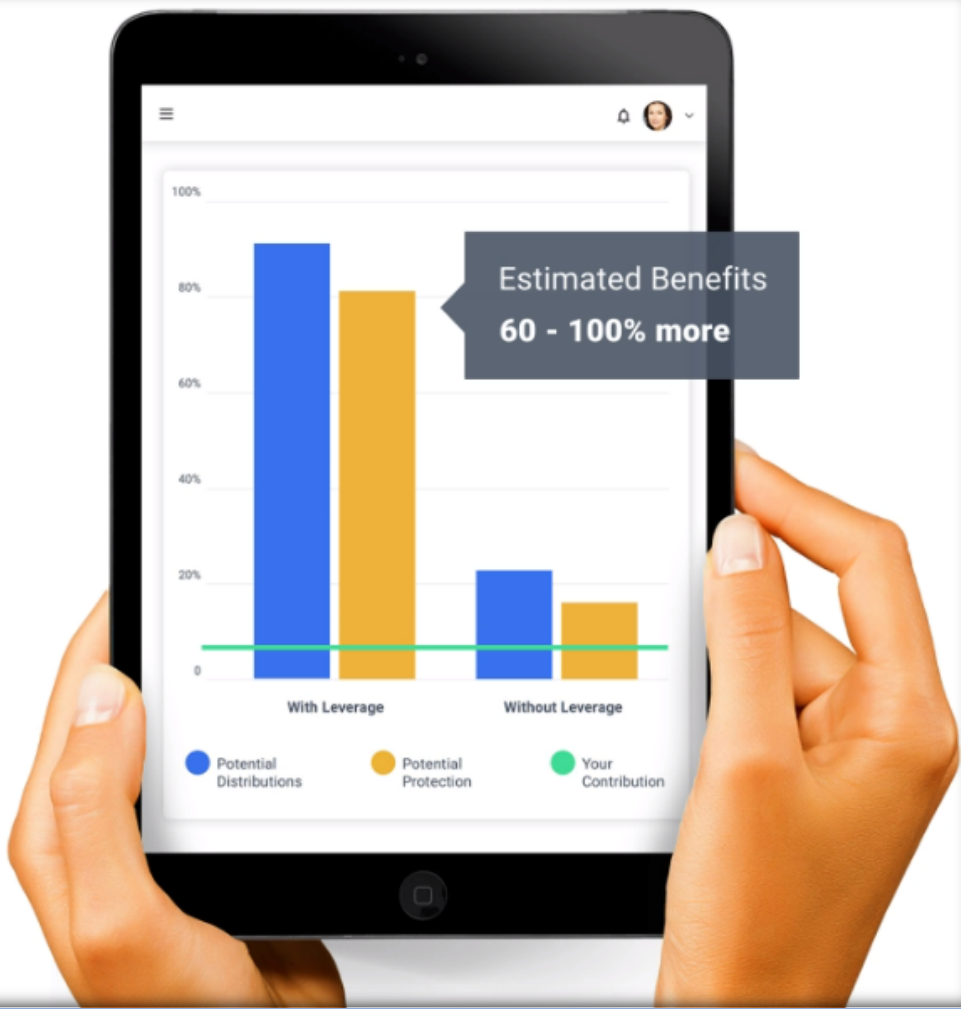 100%
80%
60%
40%
20%
0
Estimated Benefits
60 - 100% more
With Leverage
Without Leverage
Potential
Distributions
Potential
Protection
Your
Contribution